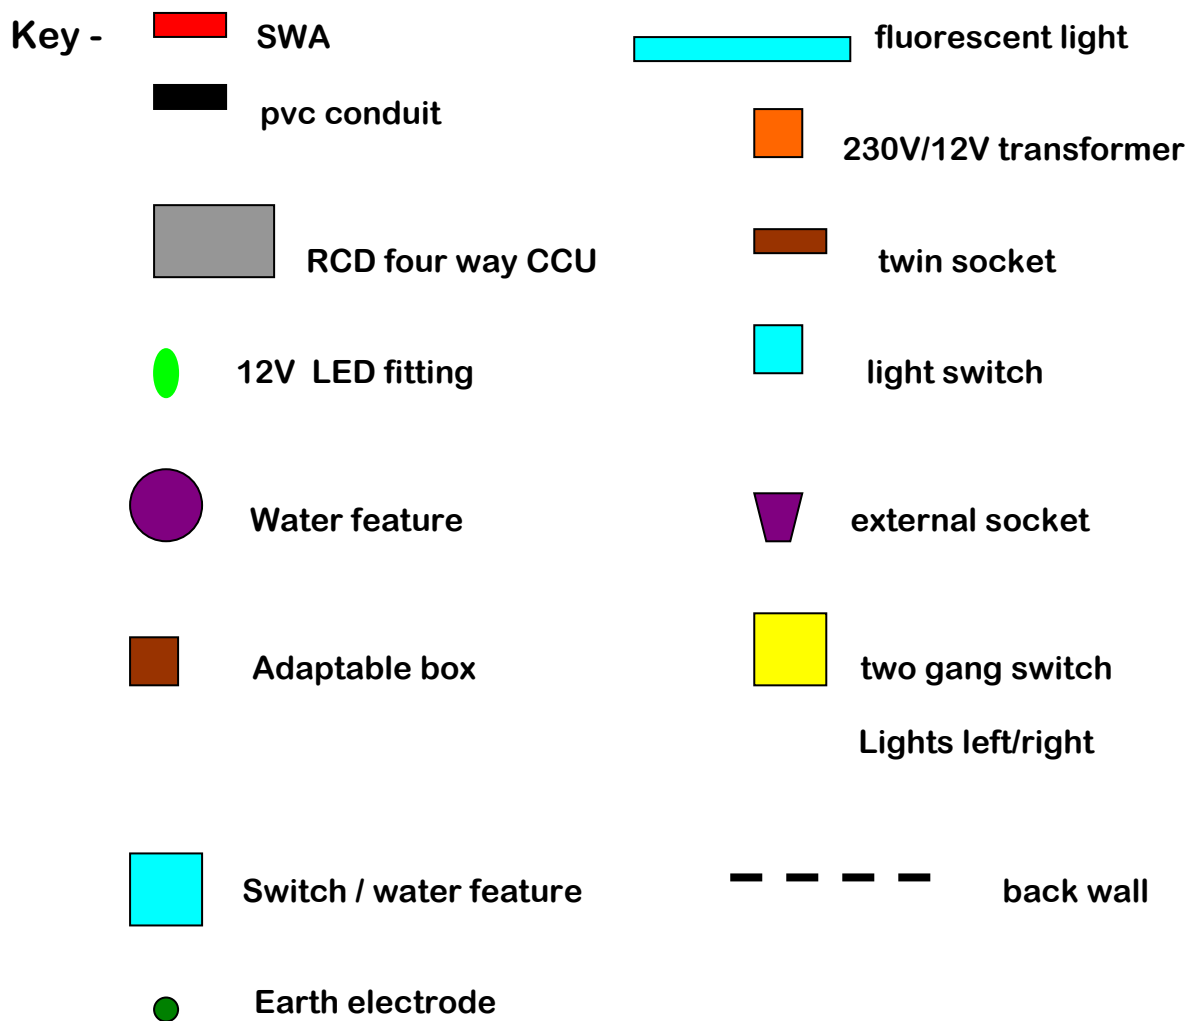 Key -
SWA
fluorescent light
pvc conduit
230V/12V transformer
RCD four way CCU
twin socket
12V  LED fitting
light switch
Water feature
external socket
Adaptable box
two gang switch
Lights left/right
Switch / water feature
back wall
Earth electrode